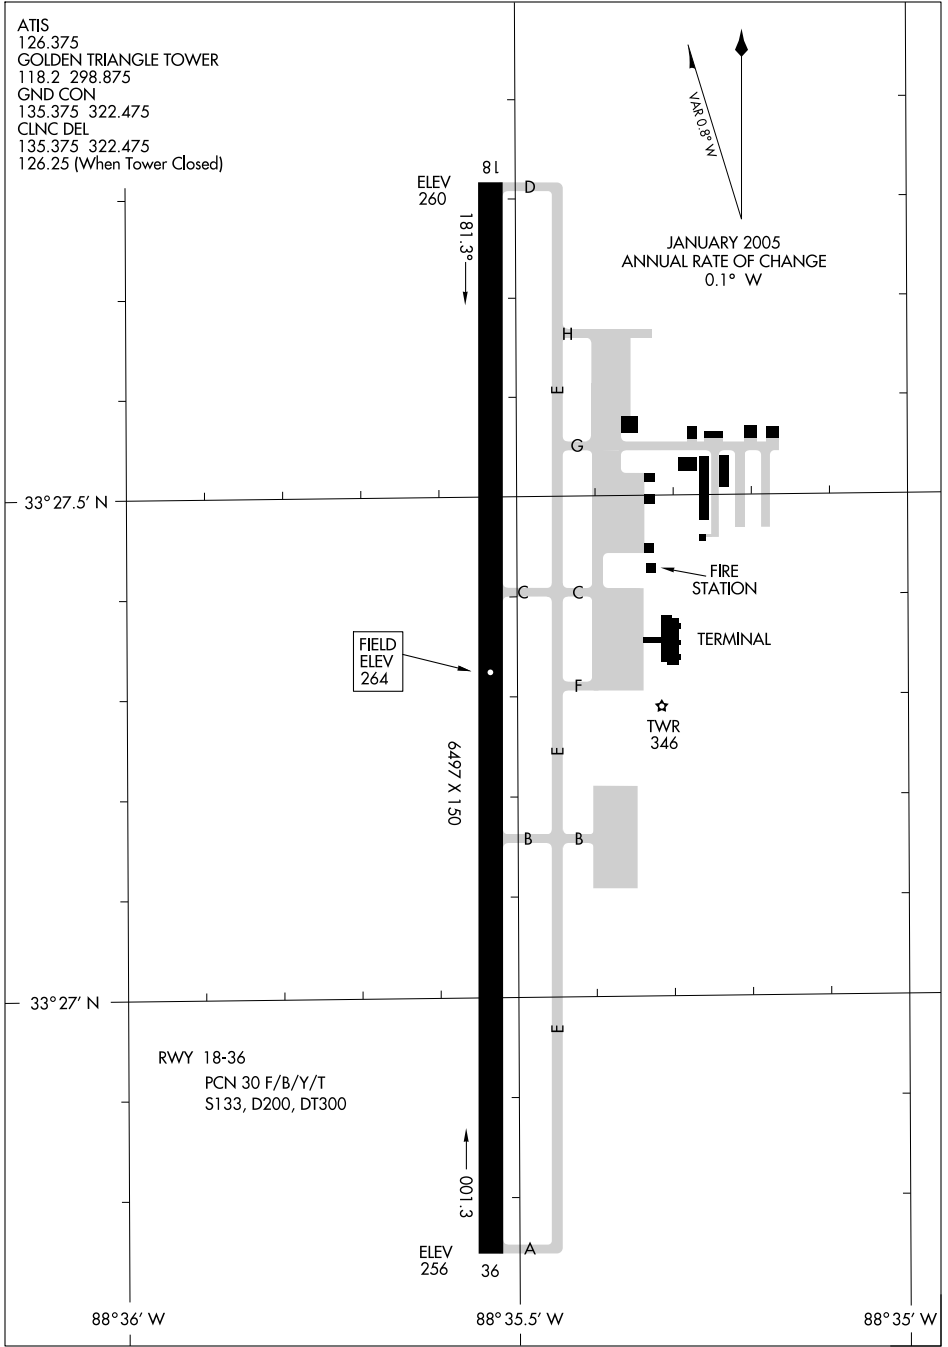 ATIS
126.375
GOLDEN TRIANGLE TOWER
118.2 298.875
GND CON
135.375 322.475
CLNC DEL
135.375 322.475
126.25 (When Tower Closed)
VAR 0.8° W
JANUARY 2005
ANNUAL RATE OF CHANGE
0.1° W
18
ELEV
260
D
181.3°
H
E
G
33°27.5' N
FIRE
STATION
C
C
TERMINAL
FIELD
ELEV
264
F
TWR
346
E
6497 X 150
B
B
33°27' N
E
RWY 18-36
PCN 30 F/B/Y/T
S133, D200, DT300
001.3
A
ELEV
256
36
88°36' W
88°35.5' W
88°35' W